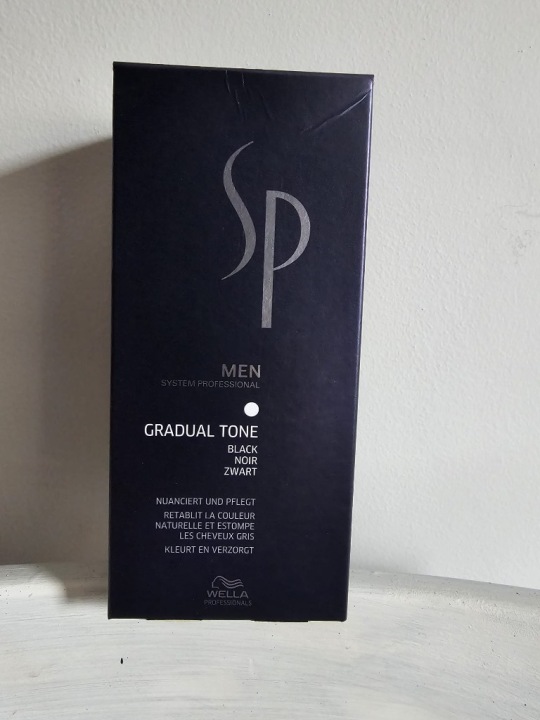 SP
MEN
SYSTEM PROFESSIONAL
GRADUAL TONE
BLACK
NOIR
ZWART
NUANCIERT UND PFLEGT
RETABLIT LA COULEUR
NATURELLE ET ESTOMPE
LES CHEVEUX GRIS
KLEURT EN VERZORGT
WELLA
PROFESSIONALS